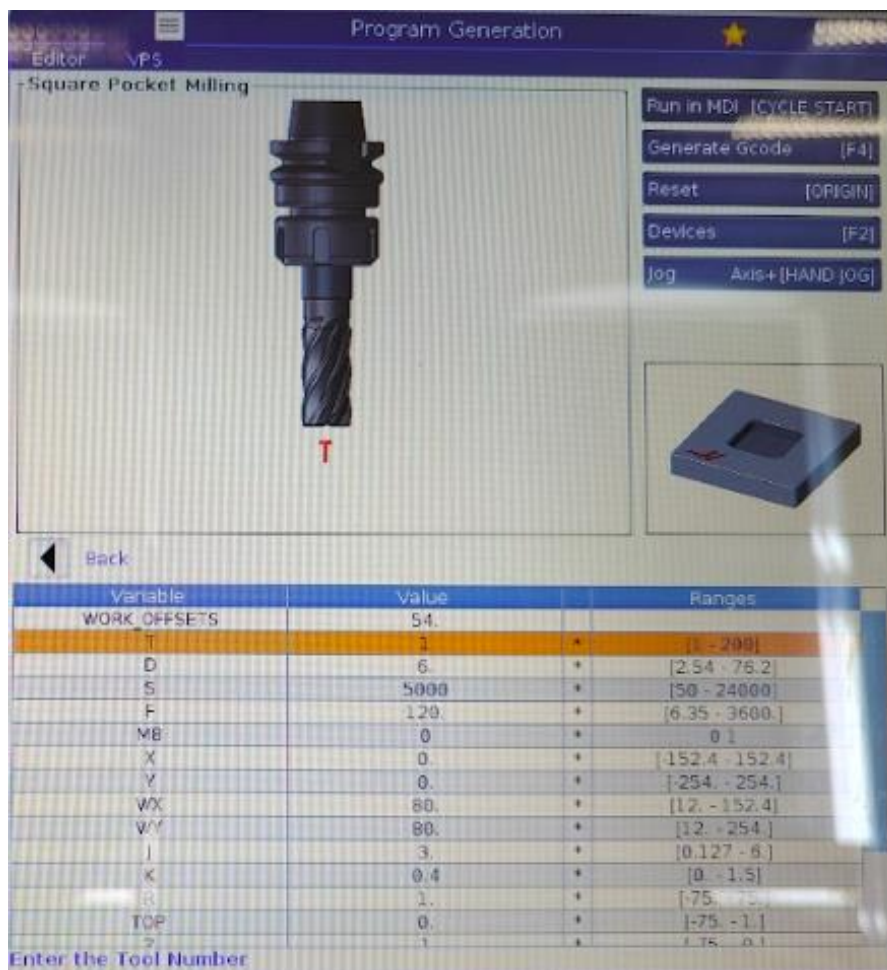 Program Generation
Editor VPS
Square Pocket Milling
Run in MDI [CYCLE START]
Generate Gcode [F4]
Reset [ORIGIN]
Devices [F2]
Jog Axis+[HAND JOG]
T
Back
Variable Value Ranges
WORK_OFFSETS 54.
T 1 * [1 - 200]
D 6. * [2.54 - 76.2]
S 5000 * [50 - 24000]
F 120. * [6.35 - 3600.]
M8 0 * 0 1
X 0. * [-152.4 - 152.4]
Y 0. * [-254. - 254.]
WX 80. * [12. - 152.4]
WY 80. * [12. - 254.]
J 3. * [0.127 - 6.]
K 0.4 * [0. - 1.5]
R 1. * [-75. - 75.]
TOP 0. * [-75. - 1.]
Enter the Tool Number